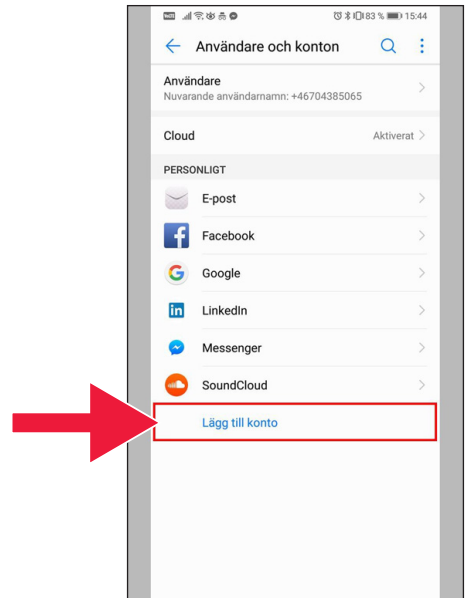 83 % 15:44
Användare och konton
Användare
Nuvarande användarnamn: +46704385065
Cloud
Aktiverat
PERSONLIGT
E-post
Facebook
Google
in LinkedIn
Messenger
SoundCloud
Lägg till konto